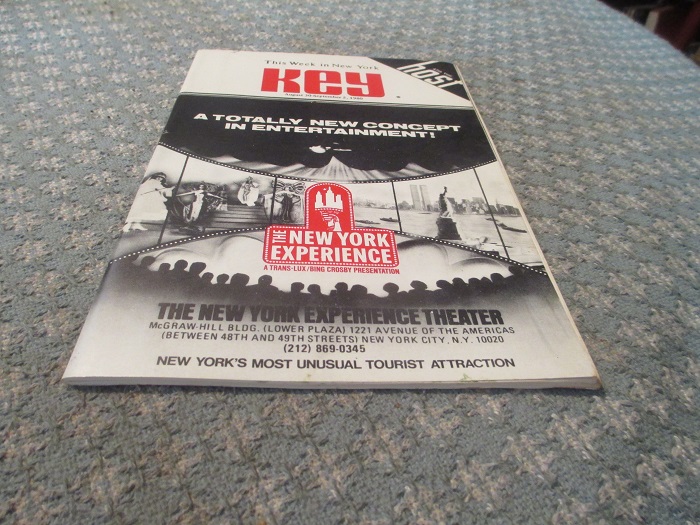 This Week in New York
Key
host
A TOTALLY NEW CONCEPT
IN ENTERTAINMENT!
THE NEW YORK
EXPERIENCE
A TRANS-LUX/BING CROSBY PRESENTATION
THE NEW YORK EXPERIENCE THEATER
McGRAW-HILL BLDG. (LOWER PLAZA) 1221 AVENUE OF THE AMERICAS
(BETWEEN 48TH AND 49TH STREETS) NEW YORK CITY, N.Y. 10020
(212) 869-0345
NEW YORK'S MOST UNUSUAL TOURIST ATTRACTION